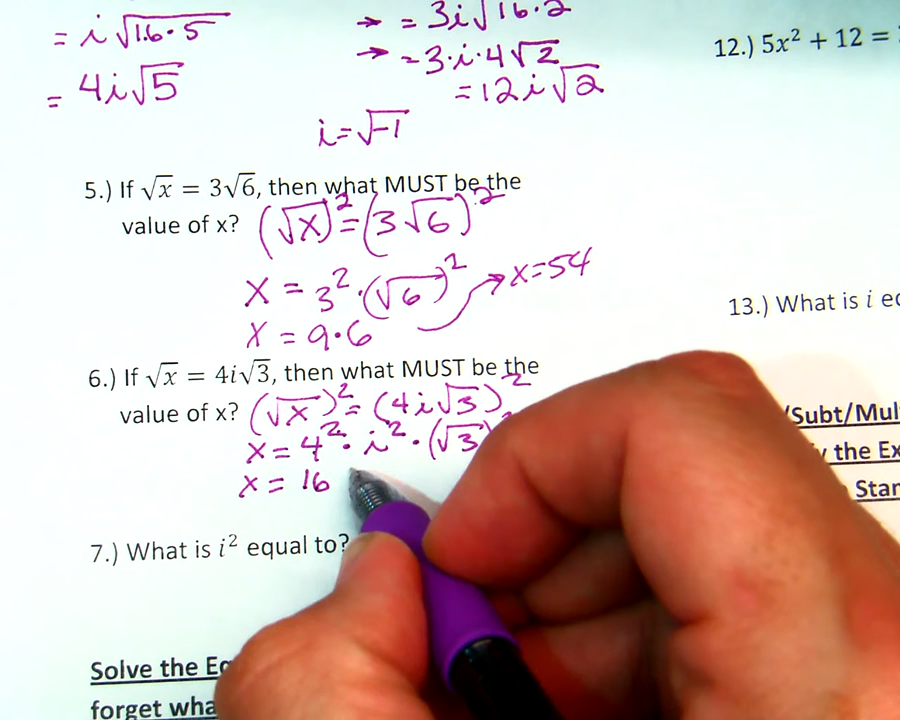 = i√16·5
= 4i√5
→ = 3i√16·2
→ = 3·i·4√2
= 12i√2
i=√-1
5.) If √x = 3√6, then what MUST be the
value of x? (√x)² = (3√6)²
x = 3²·(√6)²
x = 9·6 → x=54
6.) If √x = 4i√3, then what MUST be the
value of x? (√x)² = (4i√3)²
x = 4²·i²·(√3)
x = 16
7.) What is i² equal to?
Solve the Eq
forget wha
12.) 5x² + 12 =
13.) What is i eq
/Subt/Mul
the Ex
Stan